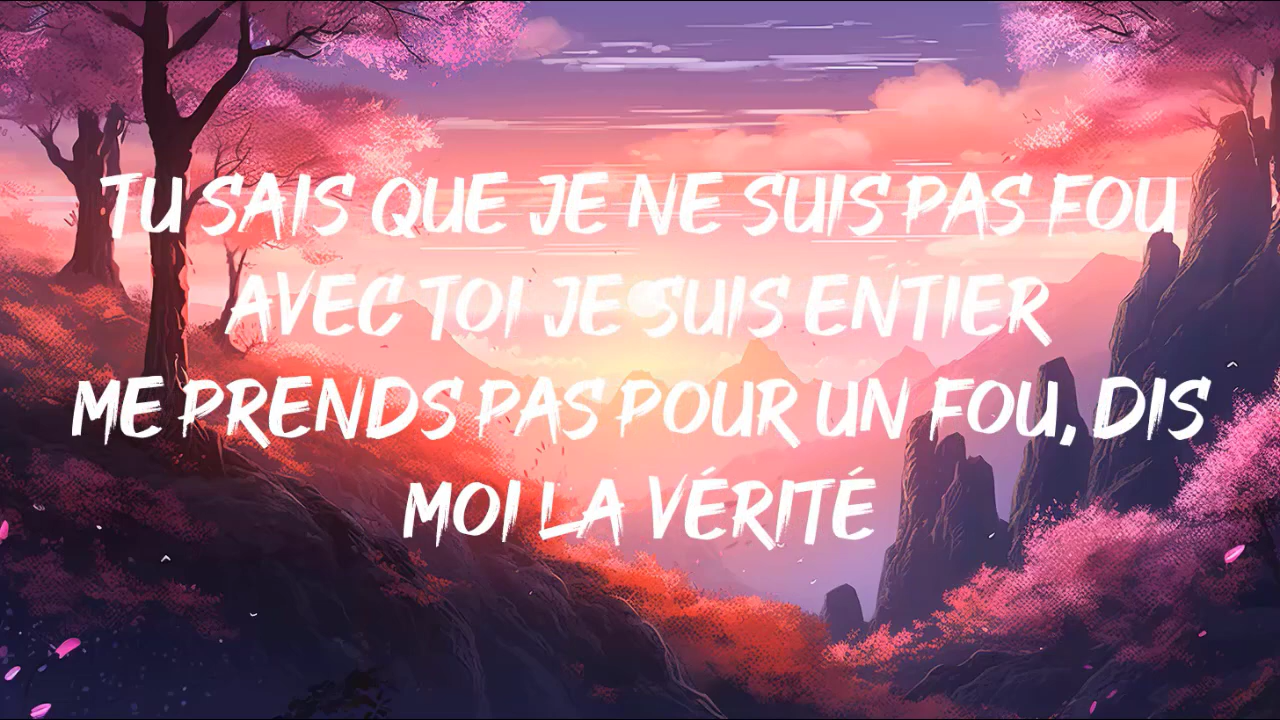 TU SAIS QUE JE NE SUIS PAS FOU
AVEC TOI JE SUIS ENTIER
ME PRENDS PAS POUR UN FOU, DIS
MOI LA VÉRITÉ